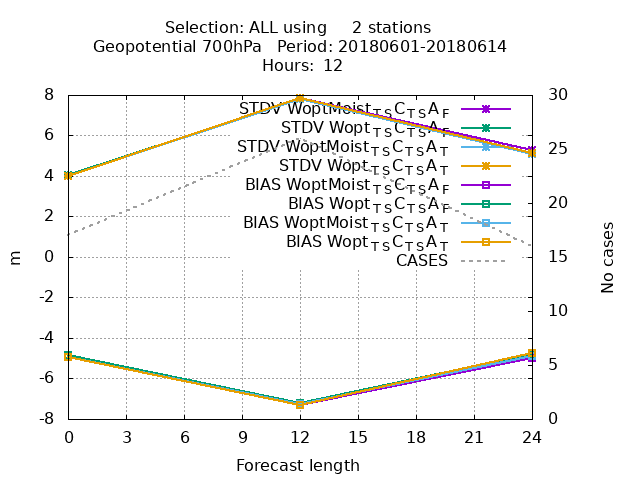 Selection: ALL using 2 stations
Geopotential 700hPa Period: 20180601-20180614
Hours: 12
8 30
STDV WoptMoist_TSC_TSA_F
6 STDV Wopt_TSC_TSA_F
25
STDV WoptMoist_TSC_TSA_T
4 STDV Wopt_TSC_TSA_T
BIAS WoptMoist_TSC_TSA_F
20
2 BIAS Wopt_TSC_TSA_F
BIAS WoptMoist_TSC_TSA_T
BIAS Wopt_TSC_TSA_T
m 0 CASES 15 No cases
-2
10
-4
-6 5
-8 0
0 3 6 9 12 15 18 21 24
Forecast length